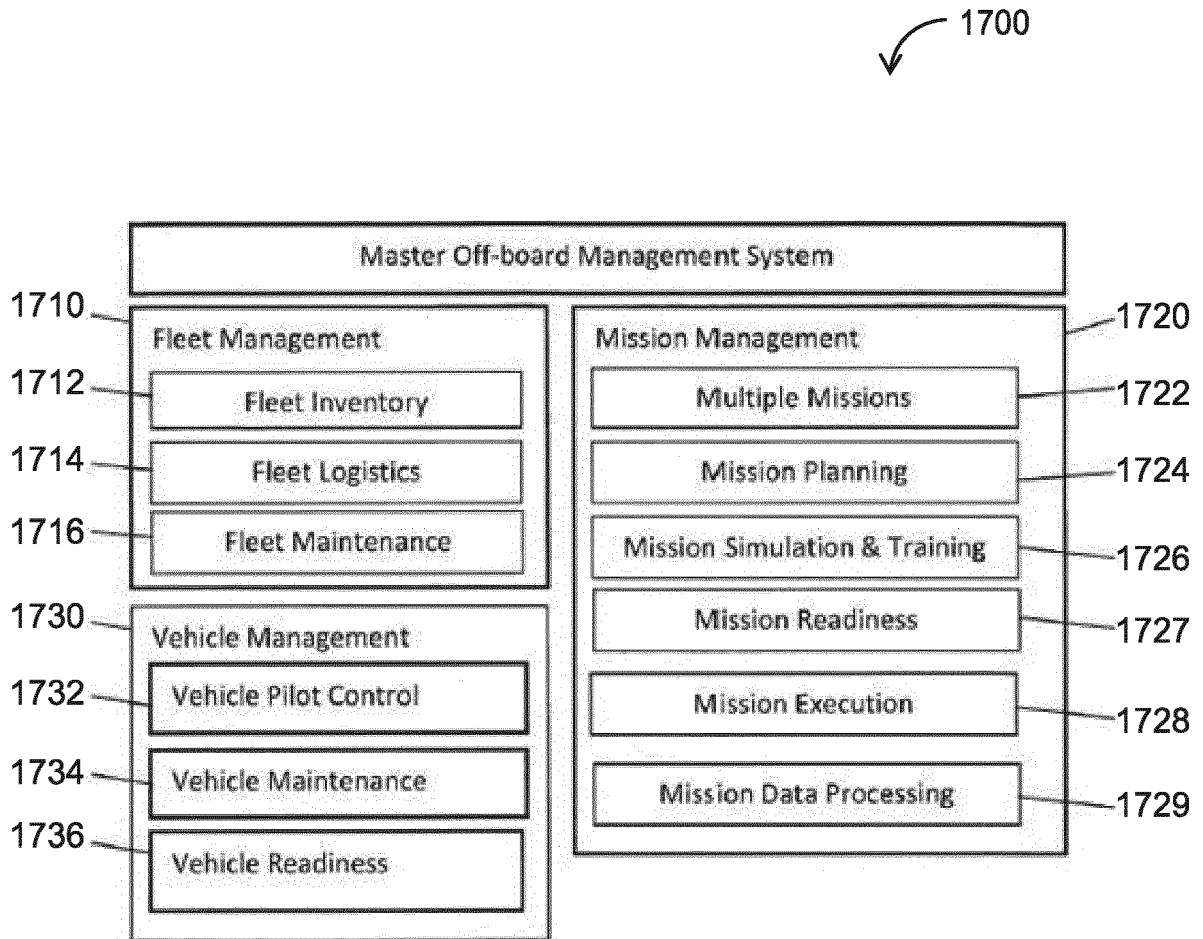 1700
Master Off-board Management System
1710
Fleet Management
1712
Fleet Inventory
1714
Fleet Logistics
1716
Fleet Maintenance
1730
Vehicle Management
1732
Vehicle Pilot Control
1734
Vehicle Maintenance
1736
Vehicle Readiness
1720
Mission Management
Multiple Missions
1722
Mission Planning
1724
Mission Simulation & Training
1726
Mission Readiness
1727
Mission Execution
1728
Mission Data Processing
1729